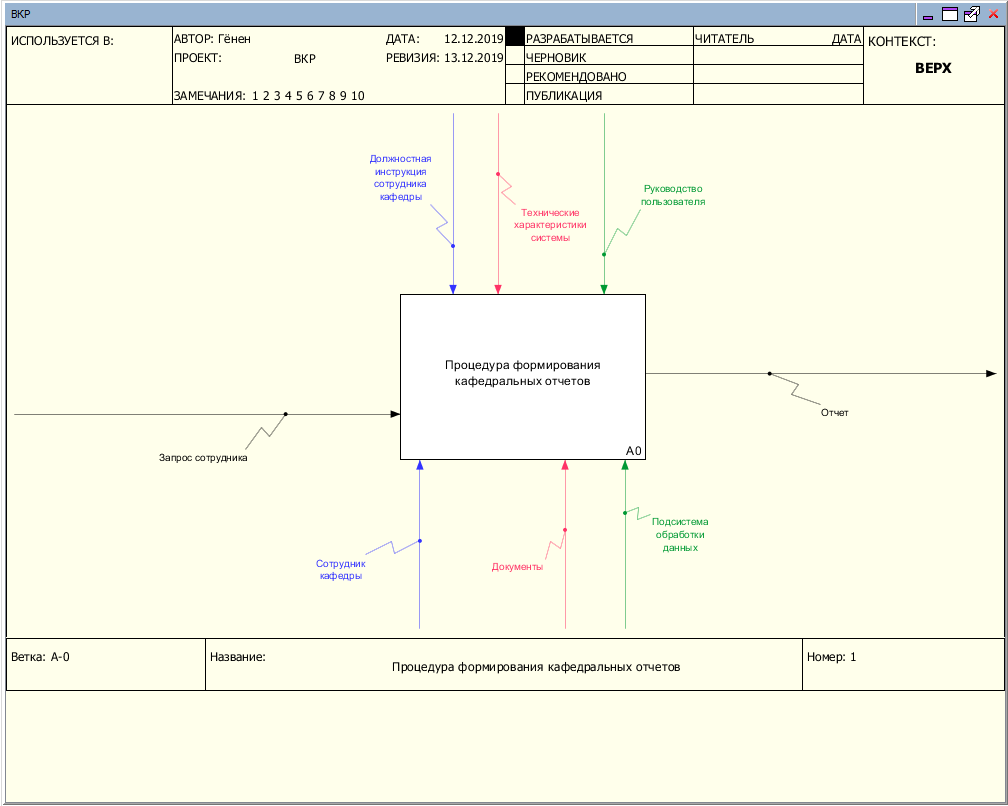 ВКР
ИСПОЛЬЗУЕТСЯ В:
АВТОР: Гёнен
ДАТА: 12.12.2019
ПРОЕКТ: ВКР
РЕВИЗИЯ: 13.12.2019
ЗАМЕЧАНИЯ: 1 2 3 4 5 6 7 8 9 10
РАЗРАБАТЫВАЕТСЯ
ЧЕРНОВИК
РЕКОМЕНДОВАНО
ПУБЛИКАЦИЯ
ЧИТАТЕЛЬ
ДАТА
КОНТЕКСТ:
ВЕРХ
Должностная
инструкция
сотрудника
кафедры
Технические
характеристики
системы
Руководство
пользователя
Процедура формирования
кафедральных отчетов
A0
Отчет
Запрос сотрудника
Сотрудник
кафедры
Документы
Подсистема
обработки
данных
Ветка: A-0
Название:
Процедура формирования кафедральных отчетов
Номер: 1